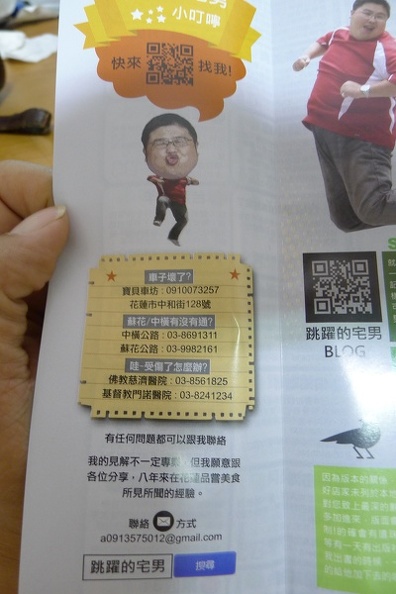 小叮嚀
快來 找我!
車子壞了?
寶貝車坊:0910073257
花蓮市中和街128號
蘇花/中橫有沒有通?
中橫公路:03-8691311
蘇花公路:03-9982161
哇-受傷了怎麼辦?
佛教慈濟醫院:03-8561825
基督教門諾醫院:03-8241234
有任何問題都可以跟我聯絡
我的見解不一定專業,但我願意跟
各位分享,八年來在花蓮品嘗美食
所見所聞的經驗。
聯絡 方式
a0913575012@gmail.com
跳躍的宅男 搜尋
跳躍的宅男
BLOG
因為版本的關係